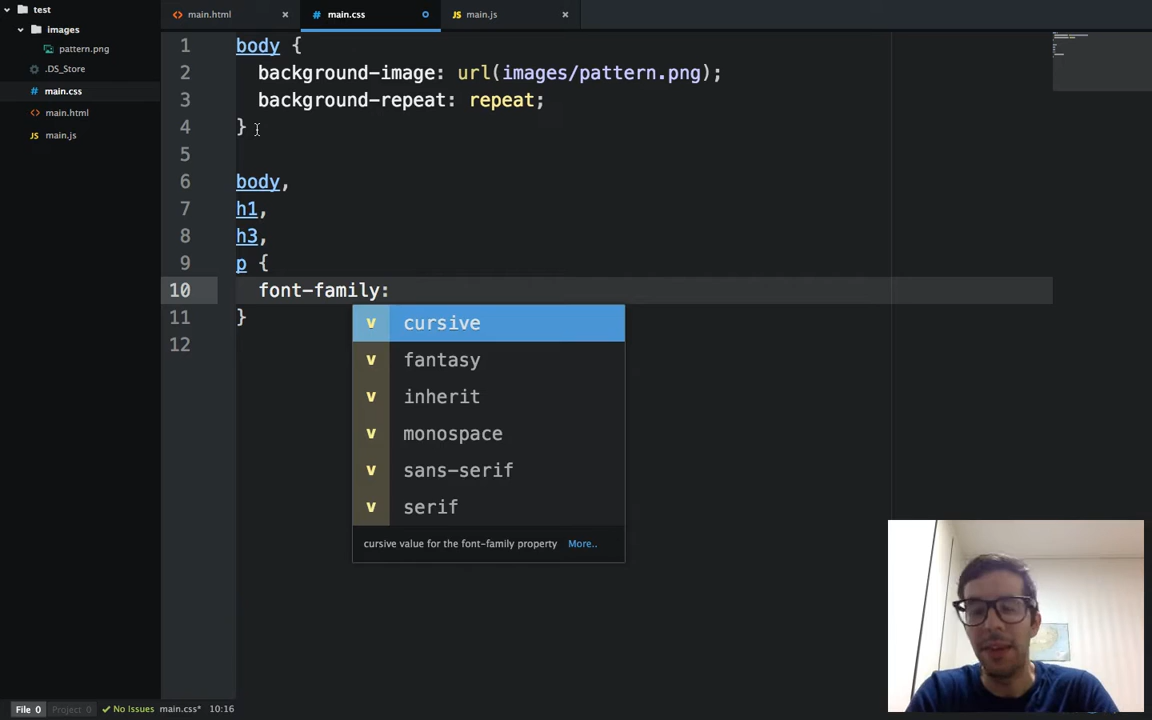 test
images
pattern.png
.DS_Store
main.css
main.html
main.js
main.html
main.css
main.js
1 body {
2 background-image: url(images/pattern.png);
3 background-repeat: repeat;
4 }
5
6 body,
7 h1,
8 h3,
9 p {
10 font-family:
11 }
12
v cursive
v fantasy
v inherit
v monospace
v sans-serif
v serif
cursive value for the font-family property More..
File 0 Project 0 No Issues main.css* 10:16